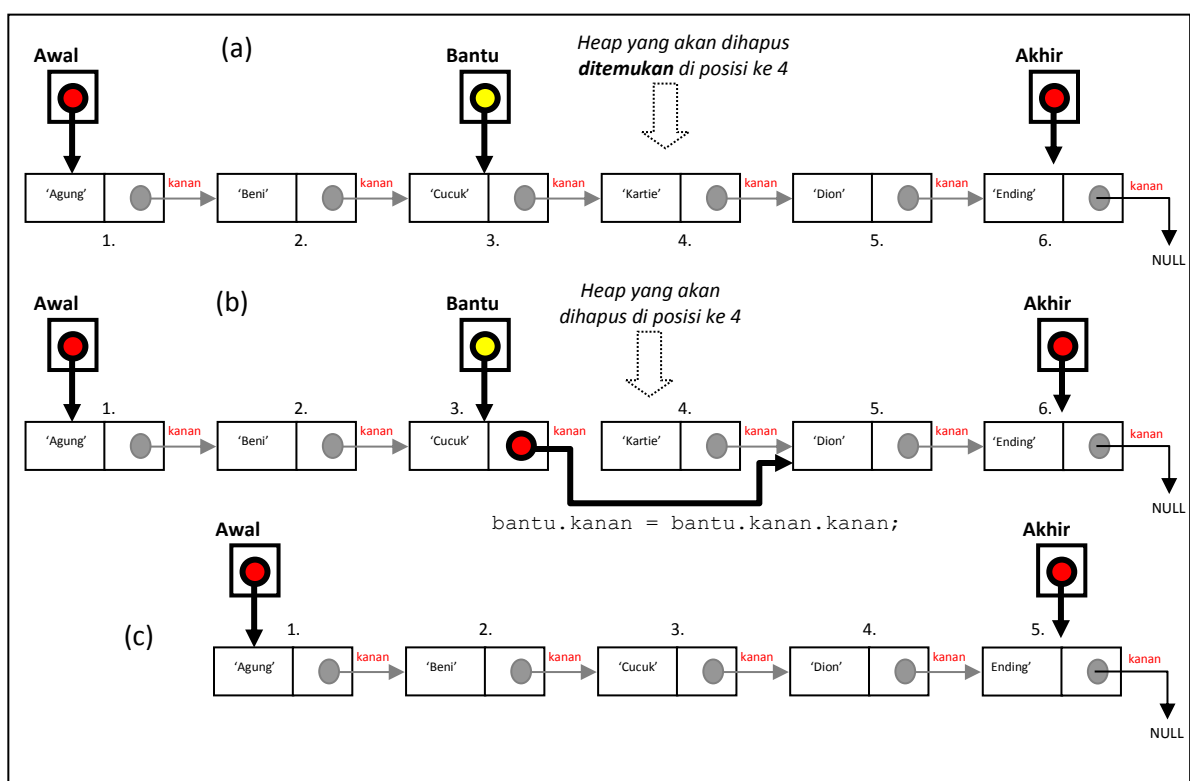 (a)
Heap yang akan dihapus
ditemukan di posisi ke 4
Awal
Bantu
Akhir
'Agung'
kanan
'Beni'
kanan
'Cucuk'
kanan
'Kartie'
kanan
'Dion'
kanan
'Ending'
kanan
1.
2.
3.
4.
5.
6.
NULL
(b)
Heap yang akan
dihapus di posisi ke 4
Awal
Bantu
Akhir
1.
2.
3.
4.
5.
6.
'Agung'
kanan
'Beni'
kanan
'Cucuk'
kanan
'Kartie'
kanan
'Dion'
kanan
'Ending'
kanan
NULL
bantu.kanan = bantu.kanan.kanan;
Awal
Akhir
(c)
1.
2.
3.
4.
5.
'Agung'
kanan
'Beni'
kanan
'Cucuk'
kanan
'Dion'
kanan
Ending'
kanan
NULL